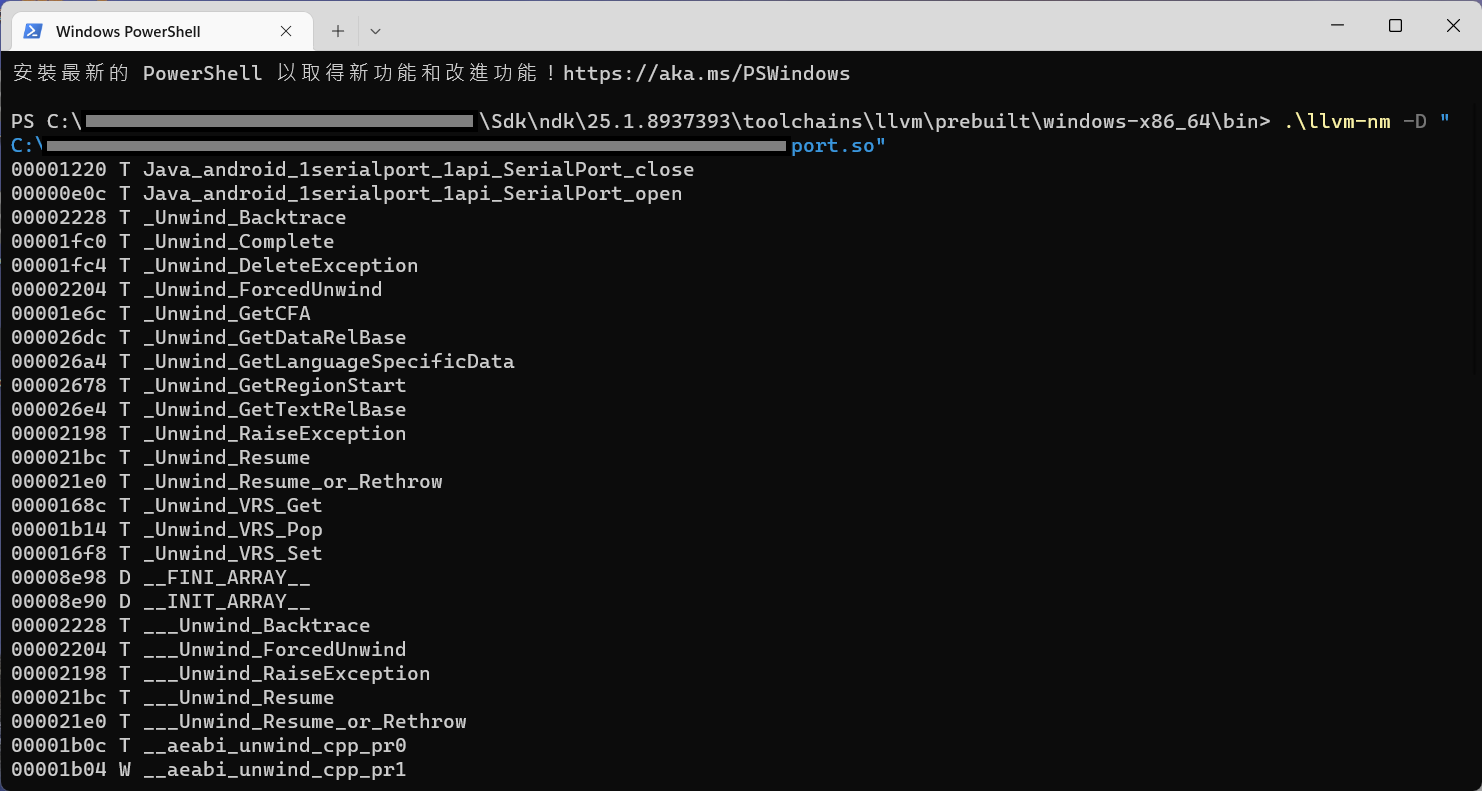 Windows PowerShell
安裝最新的 PowerShell 以取得新功能和改進功能！https://aka.ms/PSWindows
PS C:\ \Sdk\ndk\25.1.8937393\toolchains\llvm\prebuilt\windows-x86_64\bin> .\llvm-nm -D "
C:\ port.so"
00001220 T Java_android_1serialport_1api_SerialPort_close
00000e0c T Java_android_1serialport_1api_SerialPort_open
00002228 T _Unwind_Backtrace
00001fc0 T _Unwind_Complete
00001fc4 T _Unwind_DeleteException
00002204 T _Unwind_ForcedUnwind
00001e6c T _Unwind_GetCFA
000026dc T _Unwind_GetDataRelBase
000026a4 T _Unwind_GetLanguageSpecificData
00002678 T _Unwind_GetRegionStart
000026e4 T _Unwind_GetTextRelBase
00002198 T _Unwind_RaiseException
000021bc T _Unwind_Resume
000021e0 T _Unwind_Resume_or_Rethrow
0000168c T _Unwind_VRS_Get
00001b14 T _Unwind_VRS_Pop
000016f8 T _Unwind_VRS_Set
00008e98 D __FINI_ARRAY__
00008e90 D __INIT_ARRAY__
00002228 T ___Unwind_Backtrace
00002204 T ___Unwind_ForcedUnwind
00002198 T ___Unwind_RaiseException
000021bc T ___Unwind_Resume
000021e0 T ___Unwind_Resume_or_Rethrow
00001b0c T __aeabi_unwind_cpp_pr0
00001b04 W __aeabi_unwind_cpp_pr1